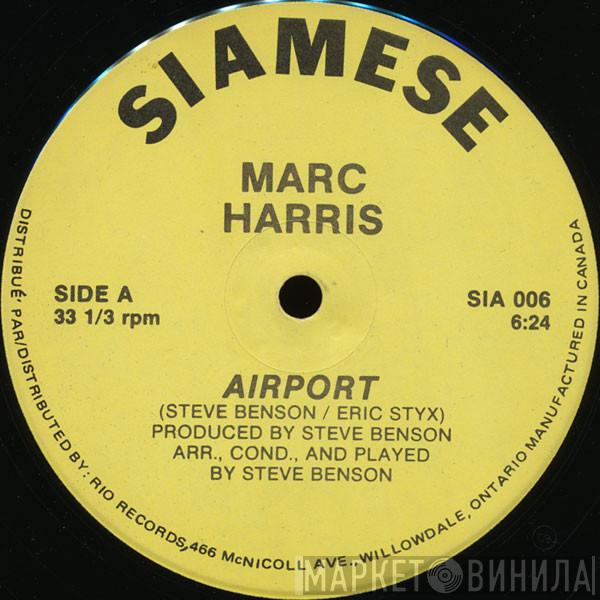 SIAMESE
MARC
HARRIS
SIDE A
33 1/3 rpm
SIA 006
6:24
AIRPORT
(STEVE BENSON / ERIC STYX)
PRODUCED BY STEVE BENSON
ARR., COND., AND PLAYED
BY STEVE BENSON
DISTRIBUÉ, PAR/DISTRIBUTED BY: RIO RECORDS, 466 McNICOLL AVE., WILLOWDALE, ONTARIO MANUFACTURED IN CANADA
МАРКЕТ ВИНИЛА